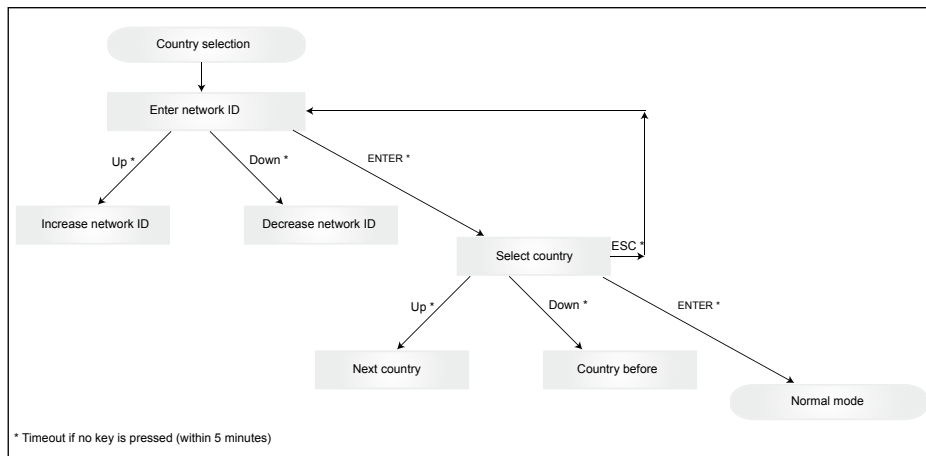 Country selection
Enter network ID
Up *
Down *
ENTER *
Increase network ID
Decrease network ID
Select country
ESC *
Up *
Down *
ENTER *
Next country
Country before
Normal mode
* Timeout if no key is pressed (within 5 minutes)